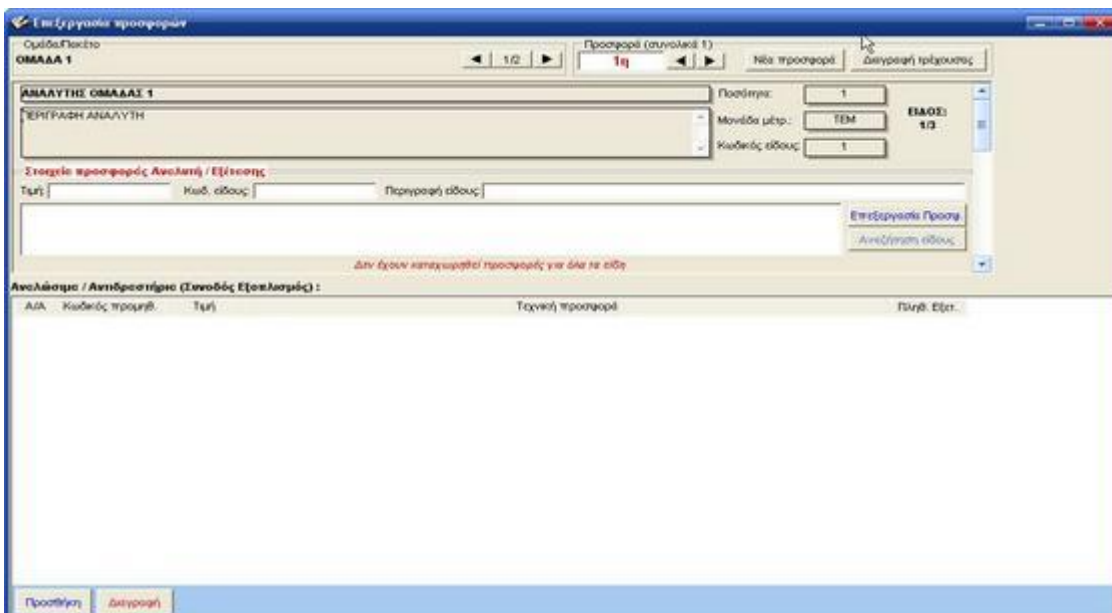 Επεξεργασία προσφορών
Ομάδα/Πακέτο
ΟΜΑΔΑ 1
1/2
Προσφορά (συνολικά 1)
1η
Νέα προσφορά
Διαγραφή τρέχουσας
ΑΝΑΛΥΤΗΣ ΟΜΑΔΑΣ 1
ΠΕΡΙΓΡΑΦΗ ΑΝΑΛΥΤΗ
Ποσότητα: 1
Μονάδα μέτρ.: ΤΕΜ
Κωδικός είδους: 1
ΕΙΔΟΣ:
1/3
Στοιχεία προσφοράς Αναλυτή / Εξέτασης
Τιμή: Κωδ. είδους: Περιγραφή είδους:
Επεξεργασία Προσφ.
Αναζήτηση είδους
Δεν έχουν καταχωρηθεί προσφορές για όλα τα είδη
Αναλώσιμα / Αντιδραστήρια (Συνοδός Εξοπλισμός) :
Α/Α Κωδικός προμηθ. Τιμή Τεχνική προσφορά Πληθ. Εξετ.
Προσθήκη Διαγραφή